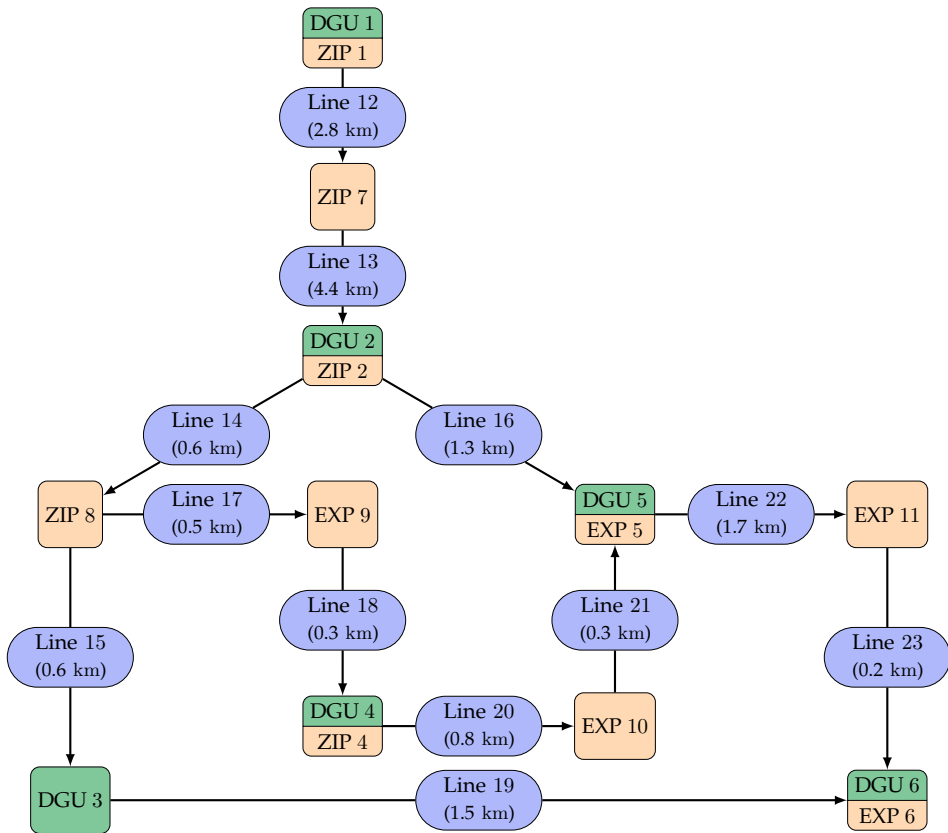 DGU 1
ZIP 1
Line 12
(2.8 km)
ZIP 7
Line 13
(4.4 km)
DGU 2
ZIP 2
Line 14
(0.6 km)
Line 16
(1.3 km)
ZIP 8
Line 17
(0.5 km)
EXP 9
DGU 5
EXP 5
Line 22
(1.7 km)
EXP 11
Line 18
(0.3 km)
Line 21
(0.3 km)
Line 15
(0.6 km)
Line 23
(0.2 km)
DGU 4
ZIP 4
Line 20
(0.8 km)
EXP 10
DGU 3
Line 19
(1.5 km)
DGU 6
EXP 6